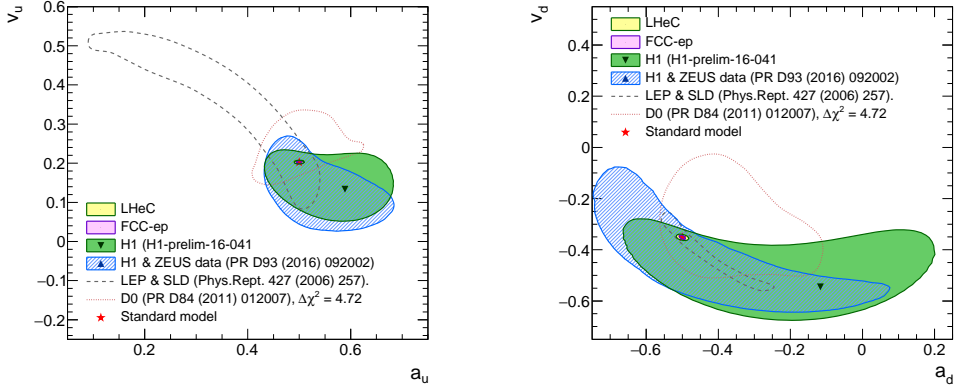 v_u
0.5
0.4
0.3
0.2
0.1
0
−0.1
−0.2
LHeC
FCC-ep
H1 (H1-prelim-16-041
H1 & ZEUS data (PR D93 (2016) 092002)
LEP & SLD (Phys.Rept. 427 (2006) 257).
D0 (PR D84 (2011) 012007), Δχ² = 4.72
Standard model
0.2 0.4 0.6
a_u
v_d
0.4
0.2
−0
−0.2
−0.4
−0.6
LHeC
FCC-ep
H1 (H1-prelim-16-041
H1 & ZEUS data (PR D93 (2016) 092002)
LEP & SLD (Phys.Rept. 427 (2006) 257).
D0 (PR D84 (2011) 012007), Δχ² = 4.72
Standard model
−0.6 −0.4 −0.2 −0 0.2
a_d